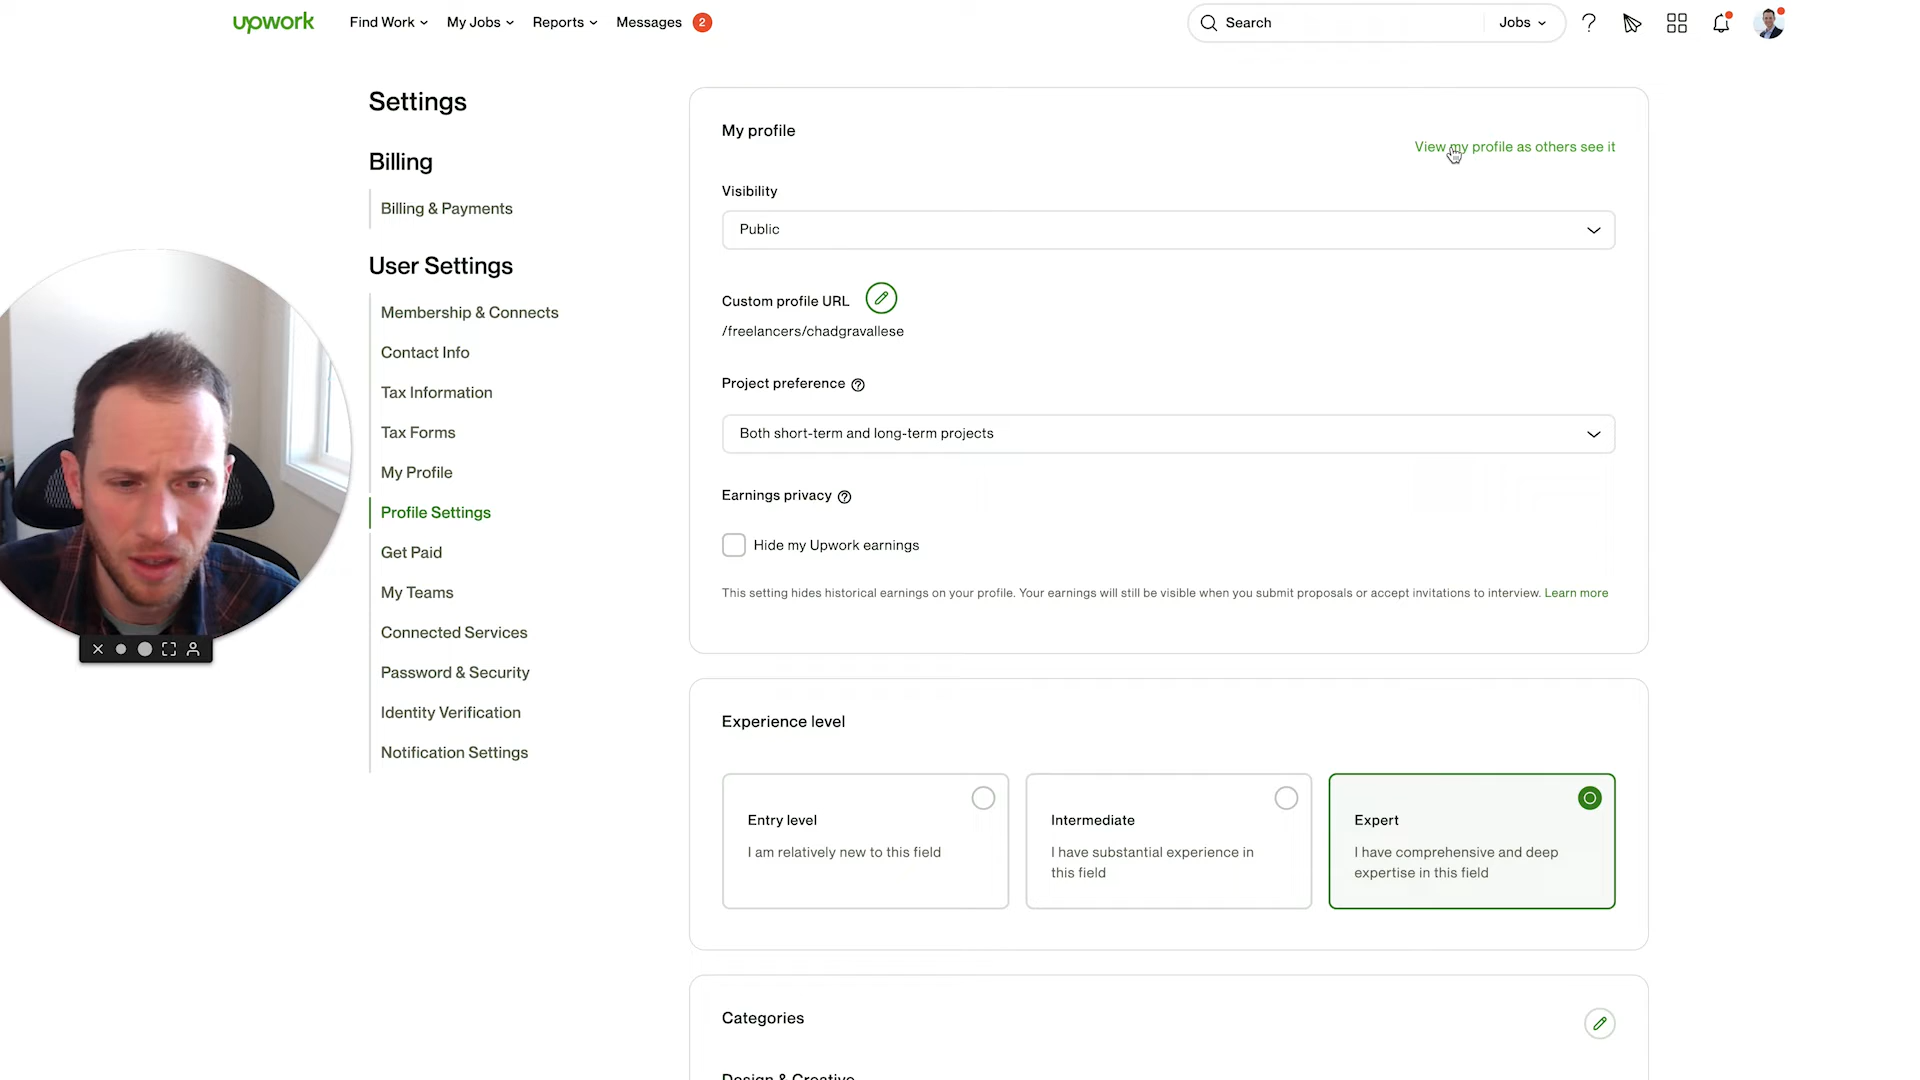 upwork
Find Work
My Jobs
Reports
Messages
2
Search
Jobs
Settings
Billing
Billing & Payments
User Settings
Membership & Connects
Contact Info
Tax Information
Tax Forms
My Profile
Profile Settings
Get Paid
My Teams
Connected Services
Password & Security
Identity Verification
Notification Settings
My profile
View my profile as others see it
Visibility
Public
Custom profile URL
/freelancers/chadgravallese
Project preference
Both short-term and long-term projects
Earnings privacy
Hide my Upwork earnings
This setting hides historical earnings on your profile. Your earnings will still be visible when you submit proposals or accept invitations to interview. Learn more
Experience level
Entry level
I am relatively new to this field
Intermediate
I have substantial experience in
this field
Expert
I have comprehensive and deep
expertise in this field
Categories
Design & Creative